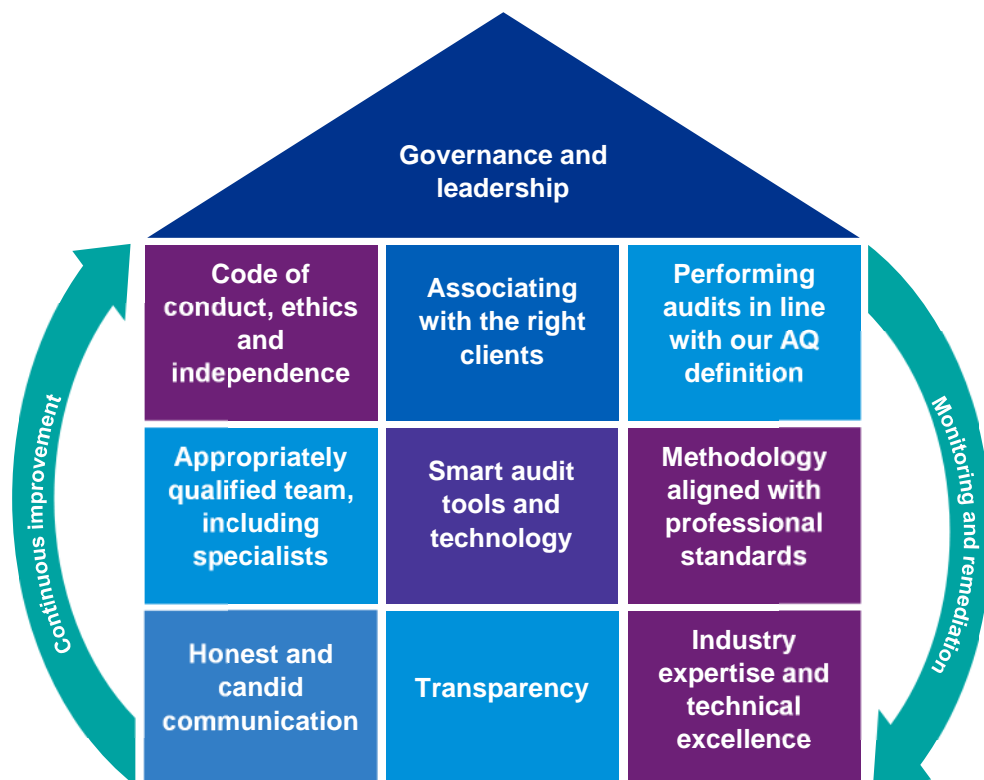 Governance and
leadership
Code of
conduct, ethics
and
independence
Associating
with the right
clients
Performing
audits in line
with our AQ
definition
Continuous improvement
Monitoring and remediation
Appropriately
qualified team,
including
specialists
Smart audit
tools and
technology
Methodology
aligned with
professional
standards
Honest and
candid
communication
Transparency
Industry
expertise and
technical
excellence